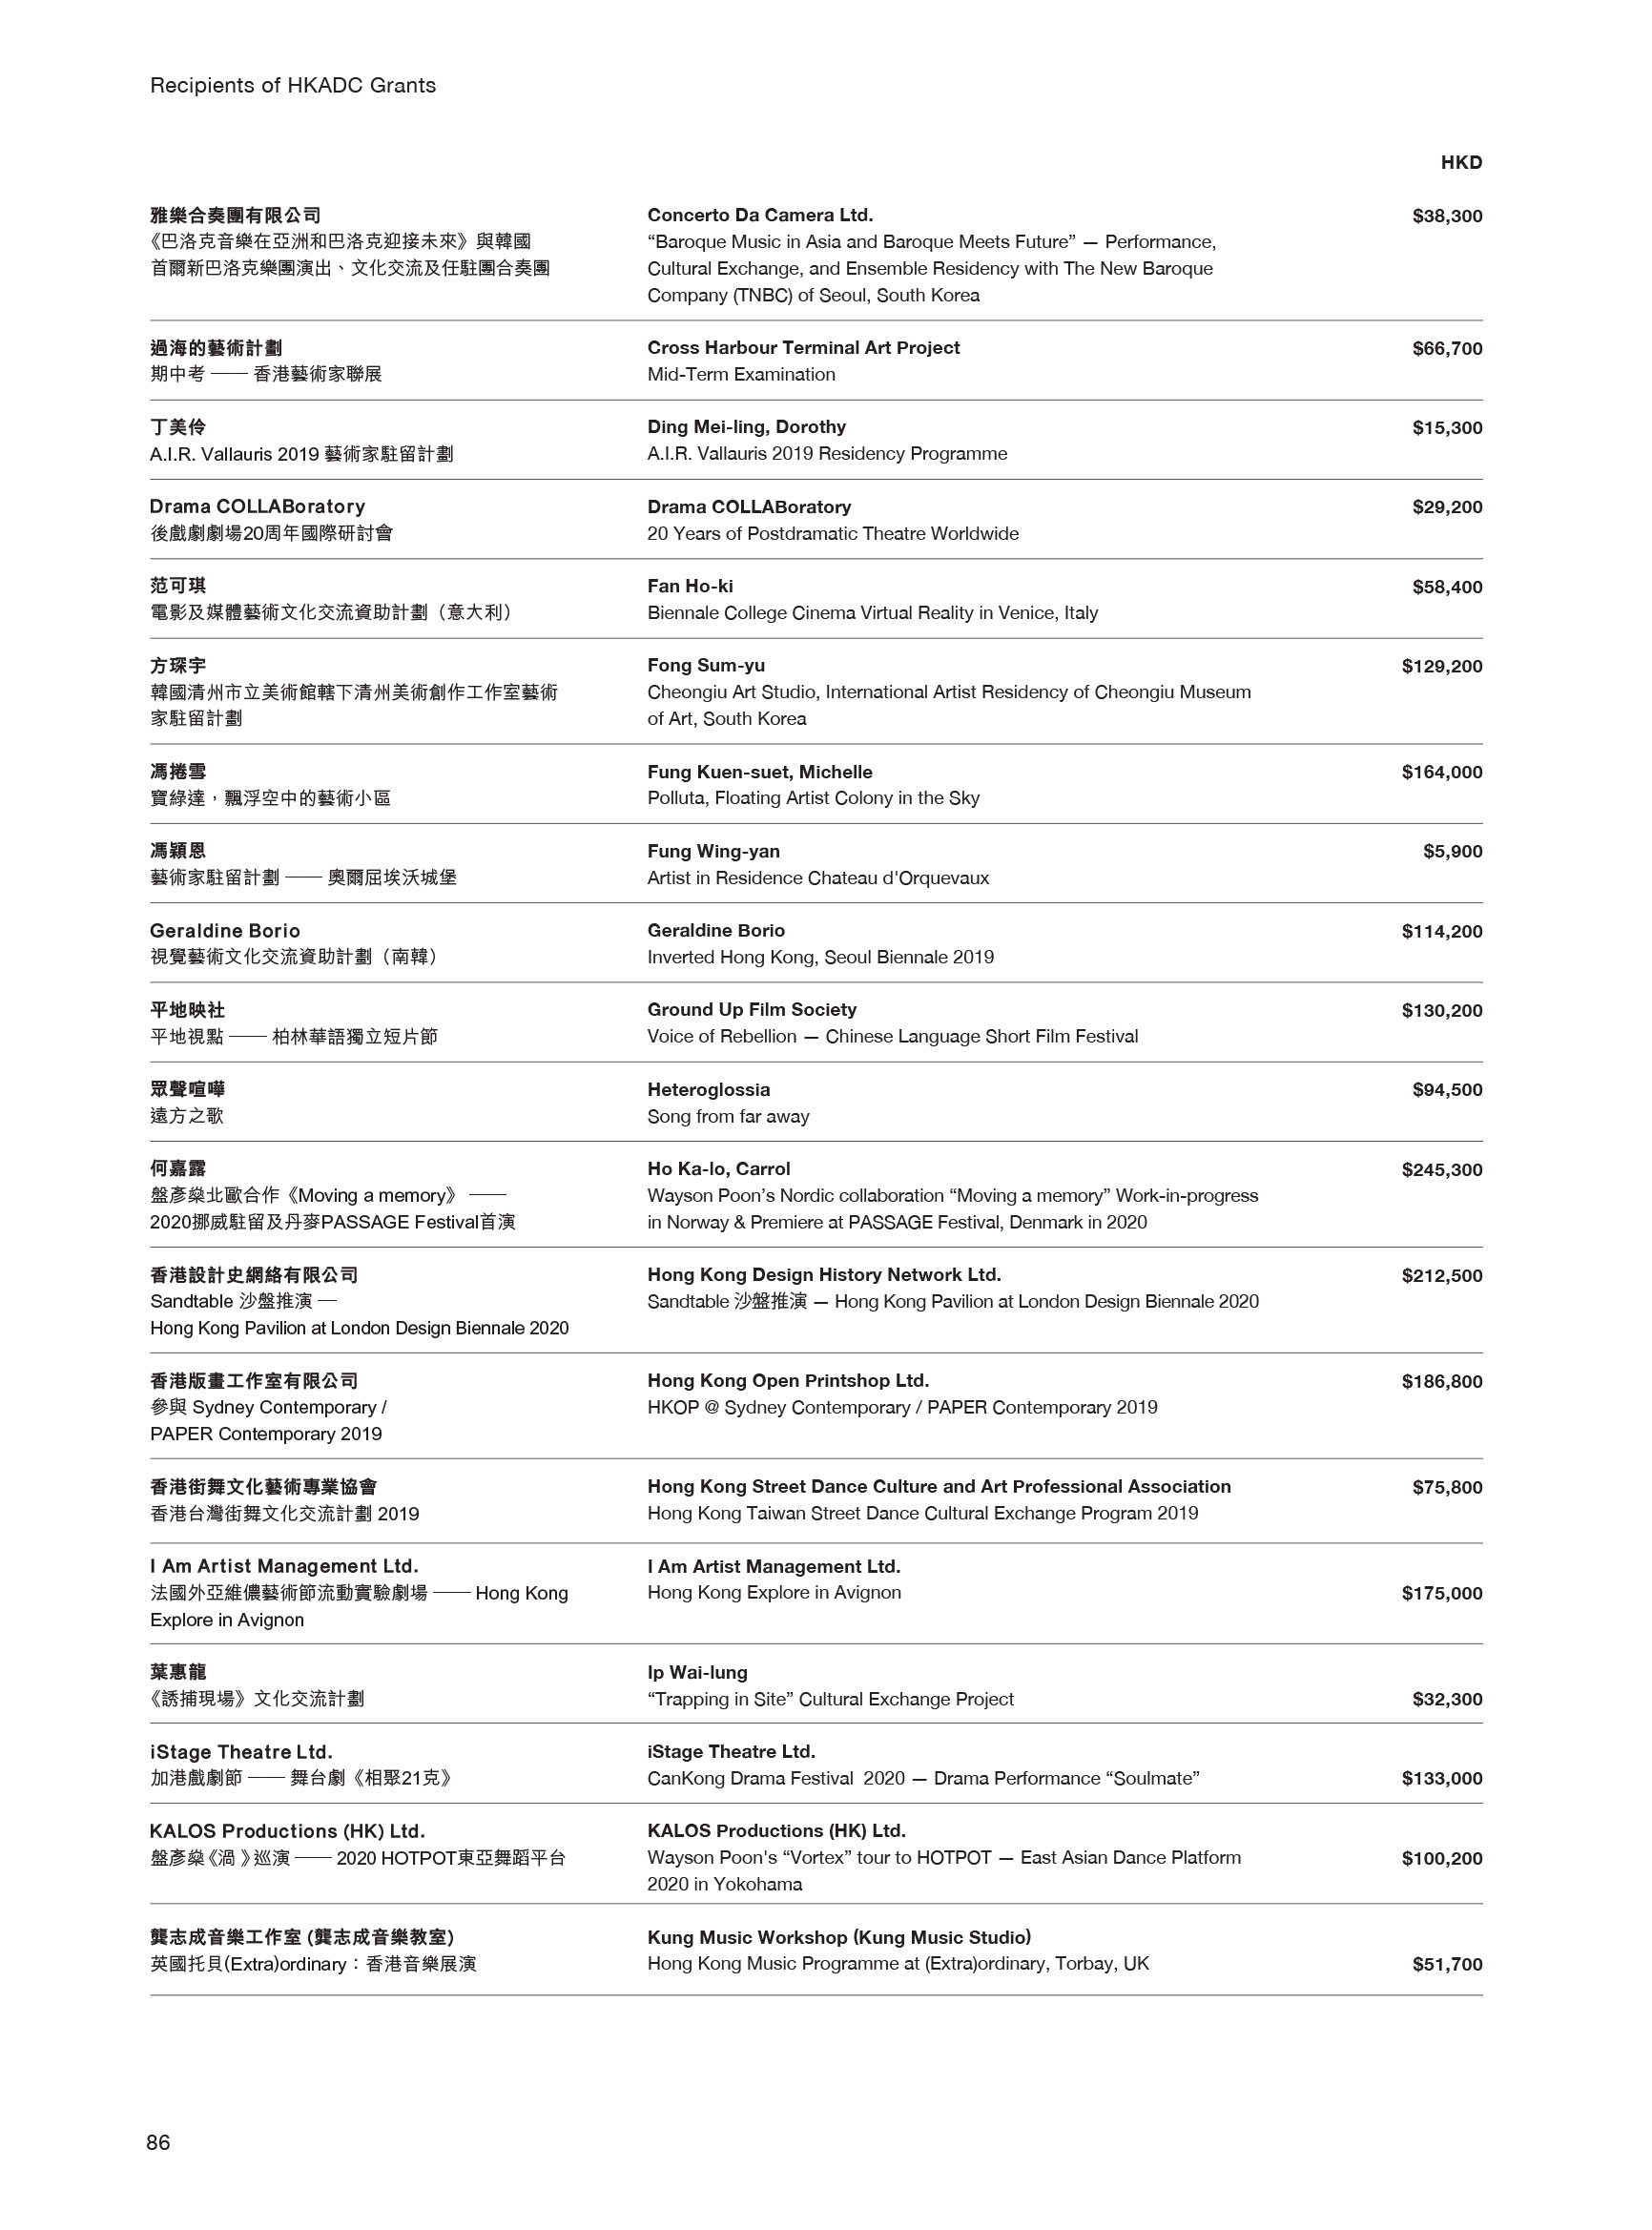 Recipients of HKADC Grants
HKD
雅樂合奏團有限公司
《巴洛克音樂在亞洲和巴洛克迎接未來》與韓國
首爾新巴洛克樂團演出、文化交流及任駐團合奏團
Concerto Da Camera Ltd.
“Baroque Music in Asia and Baroque Meets Future” — Performance,
Cultural Exchange, and Ensemble Residency with The New Baroque
Company (TNBC) of Seoul, South Korea
$38,300
過海的藝術計劃
期中考 —— 香港藝術家聯展
Cross Harbour Terminal Art Project
Mid-Term Examination
$66,700
丁美伶
A.I.R. Vallauris 2019 藝術家駐留計劃
Ding Mei-ling, Dorothy
A.I.R. Vallauris 2019 Residency Programme
$15,300
Drama COLLABoratory
後戲劇劇場20周年國際研討會
Drama COLLABoratory
20 Years of Postdramatic Theatre Worldwide
$29,200
范可琪
電影及媒體藝術文化交流資助計劃（意大利）
Fan Ho-ki
Biennale College Cinema Virtual Reality in Venice, Italy
$58,400
方琛宇
韓國清州市立美術館轄下清州美術創作工作室藝術
家駐留計劃
Fong Sum-yu
Cheongiu Art Studio, International Artist Residency of Cheongiu Museum
of Art, South Korea
$129,200
馮捲雪
寶綠達，飄浮空中的藝術小區
Fung Kuen-suet, Michelle
Polluta, Floating Artist Colony in the Sky
$164,000
馮穎恩
藝術家駐留計劃 —— 奧爾屈埃沃城堡
Fung Wing-yan
Artist in Residence Chateau d'Orquevaux
$5,900
Geraldine Borio
視覺藝術文化交流資助計劃（南韓）
Geraldine Borio
Inverted Hong Kong, Seoul Biennale 2019
$114,200
平地映社
平地視點 —— 柏林華語獨立短片節
Ground Up Film Society
Voice of Rebellion — Chinese Language Short Film Festival
$130,200
眾聲喧嘩
遠方之歌
Heteroglossia
Song from far away
$94,500
何嘉露
盤彥燊北歐合作《Moving a memory》 ——
2020挪威駐留及丹麥PASSAGE Festival首演
Ho Ka-lo, Carrol
Wayson Poon’s Nordic collaboration “Moving a memory” Work-in-progress
in Norway & Premiere at PASSAGE Festival, Denmark in 2020
$245,300
香港設計史網絡有限公司
Sandtable 沙盤推演 —
Hong Kong Pavilion at London Design Biennale 2020
Hong Kong Design History Network Ltd.
Sandtable 沙盤推演 — Hong Kong Pavilion at London Design Biennale 2020
$212,500
香港版畫工作室有限公司
參與 Sydney Contemporary /
PAPER Contemporary 2019
Hong Kong Open Printshop Ltd.
HKOP @ Sydney Contemporary / PAPER Contemporary 2019
$186,800
香港街舞文化藝術專業協會
香港台灣街舞文化交流計劃 2019
Hong Kong Street Dance Culture and Art Professional Association
Hong Kong Taiwan Street Dance Cultural Exchange Program 2019
$75,800
I Am Artist Management Ltd.
法國外亞維儂藝術節流動實驗劇場 —— Hong Kong
Explore in Avignon
I Am Artist Management Ltd.
Hong Kong Explore in Avignon
$175,000
葉惠龍
《誘捕現場》文化交流計劃
Ip Wai-lung
“Trapping in Site” Cultural Exchange Project
$32,300
iStage Theatre Ltd.
加港戲劇節 —— 舞台劇《相聚21克》
iStage Theatre Ltd.
CanKong Drama Festival 2020 — Drama Performance “Soulmate”
$133,000
KALOS Productions (HK) Ltd.
盤彥燊《渦 》巡演 —— 2020 HOTPOT東亞舞蹈平台
KALOS Productions (HK) Ltd.
Wayson Poon's “Vortex” tour to HOTPOT — East Asian Dance Platform
2020 in Yokohama
$100,200
龔志成音樂工作室 (龔志成音樂教室)
英國托貝(Extra)ordinary：香港音樂展演
Kung Music Workshop (Kung Music Studio)
Hong Kong Music Programme at (Extra)ordinary, Torbay, UK
$51,700
86